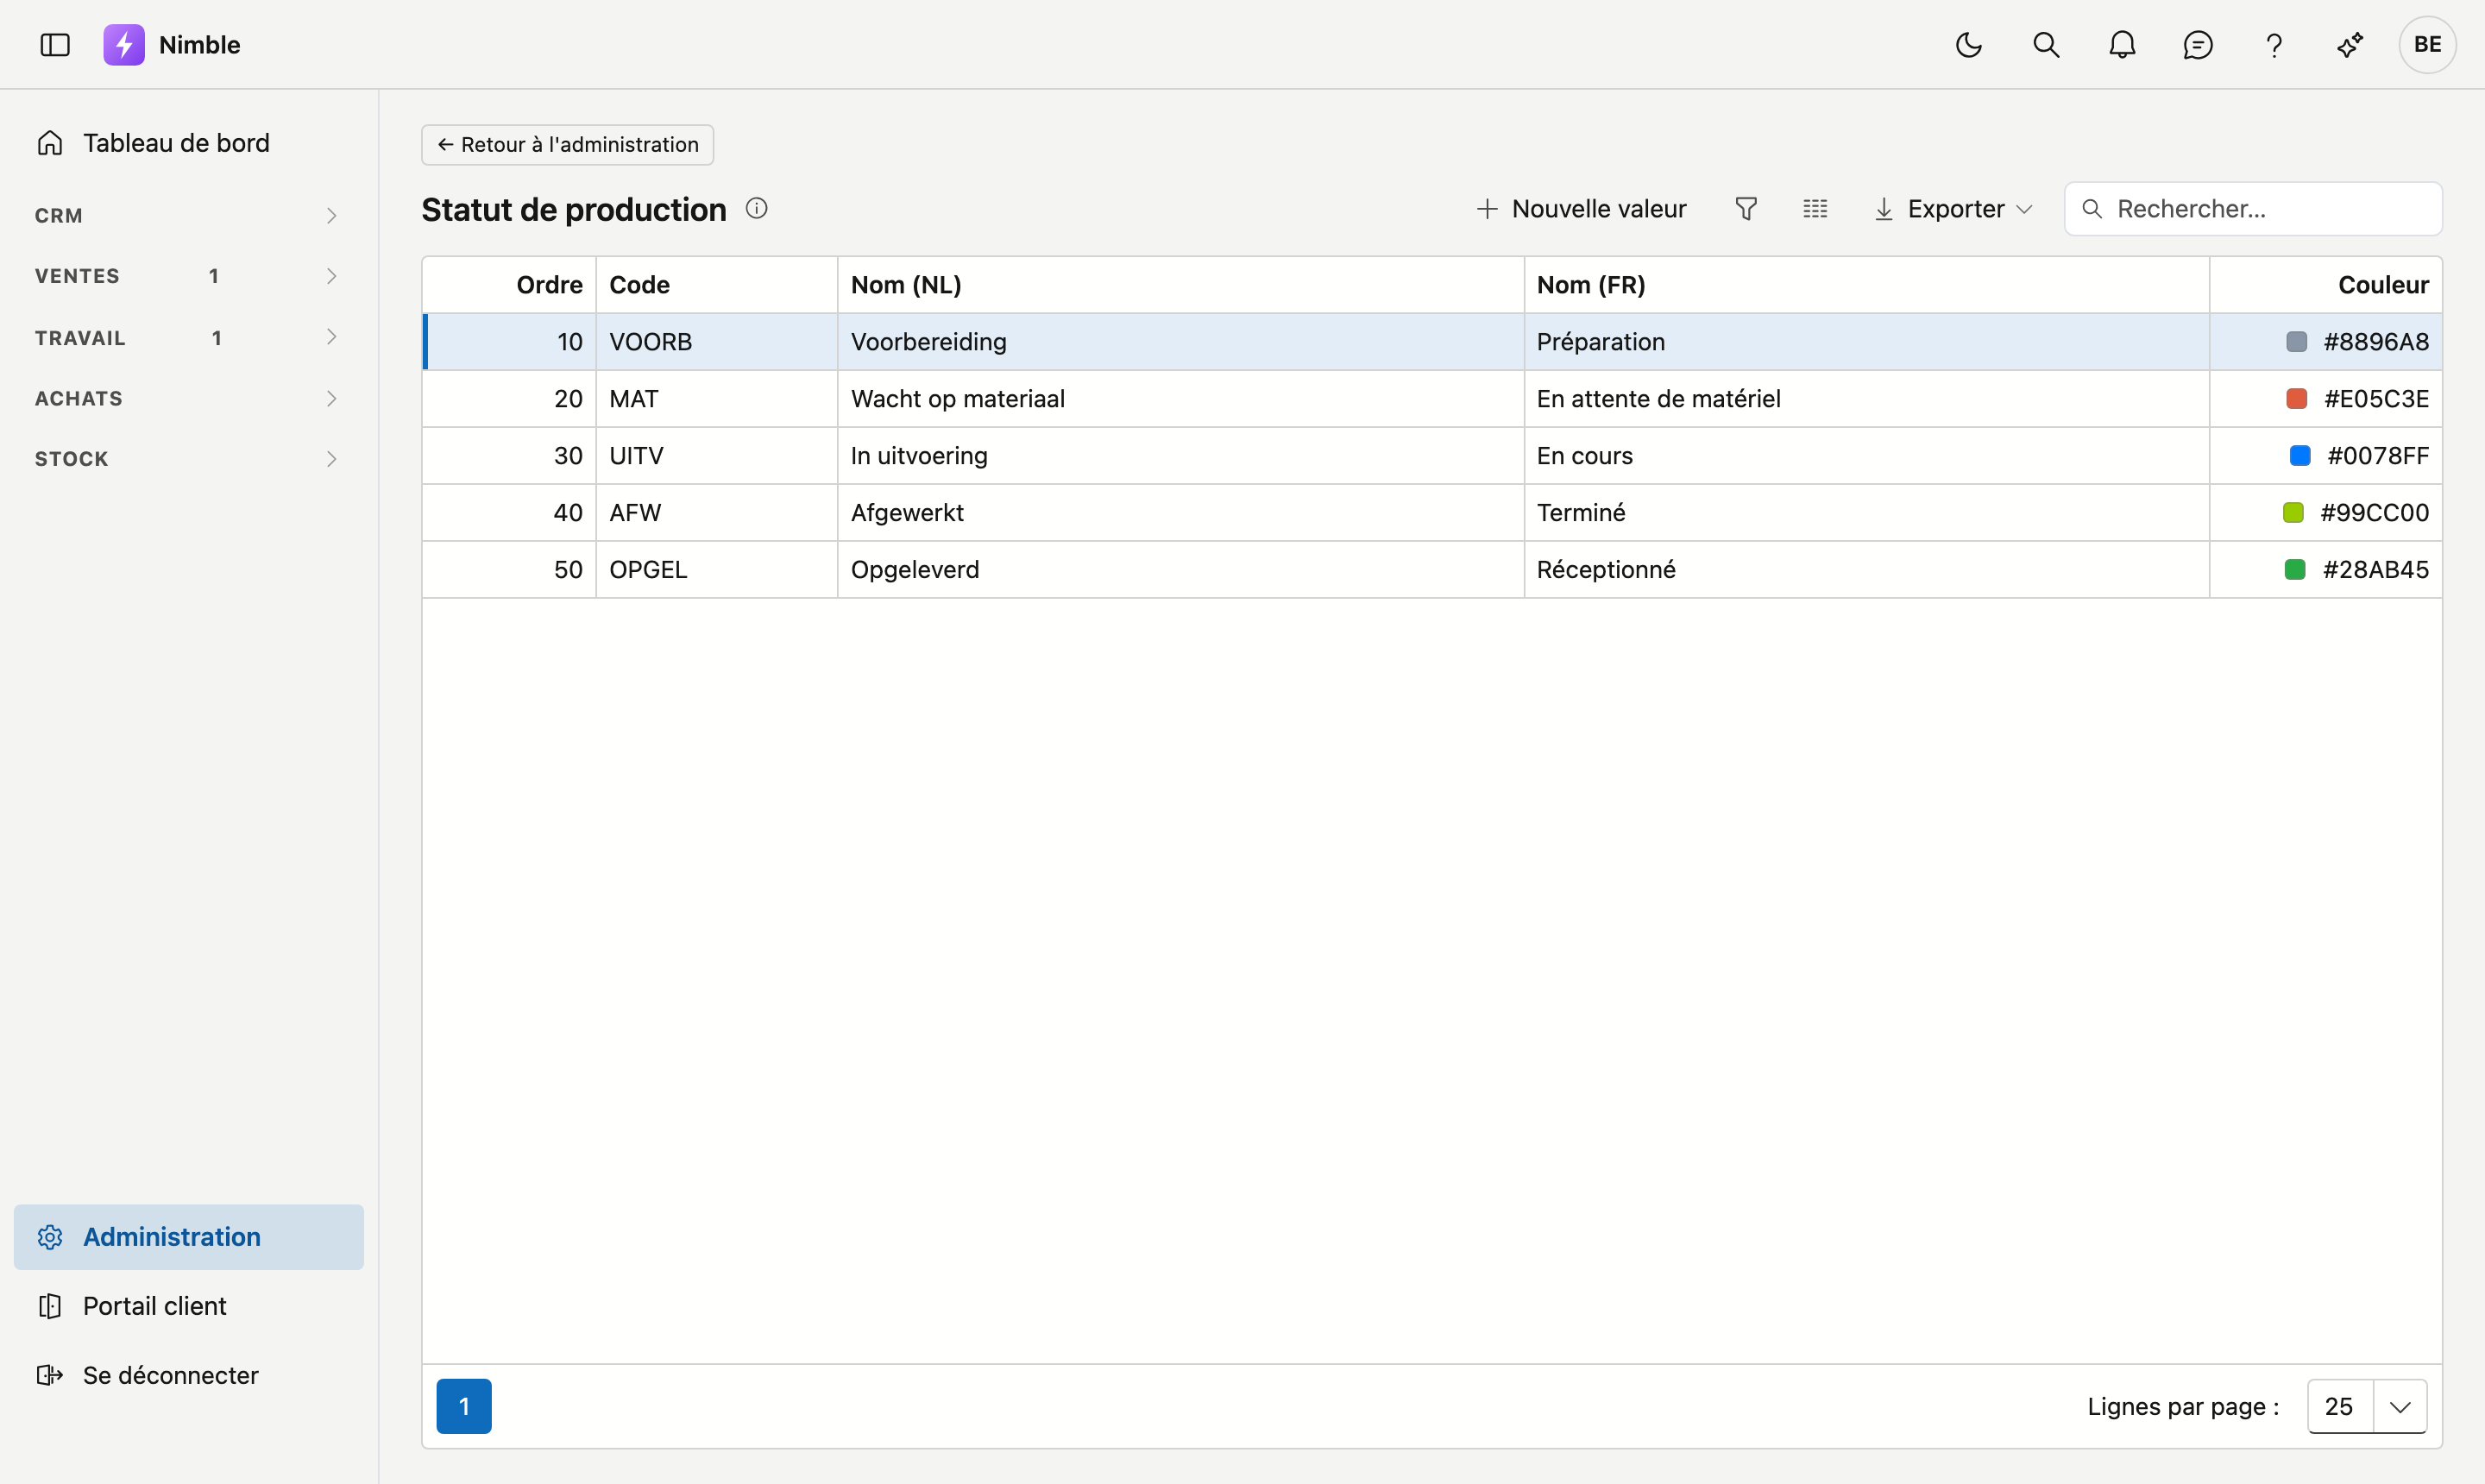 Nimble
BE
Tableau de bord
CRM
VENTES 1
TRAVAIL 1
ACHATS
STOCK
Administration
Portail client
Se déconnecter
← Retour à l'administration
Statut de production
Nouvelle valeur
Exporter
Rechercher...
Ordre Code Nom (NL) Nom (FR) Couleur
10 VOORB Voorbereiding Préparation #8896A8
20 MAT Wacht op materiaal En attente de matériel #E05C3E
30 UITV In uitvoering En cours #0078FF
40 AFW Afgewerkt Terminé #99CC00
50 OPGEL Opgeleverd Réceptionné #28AB45
1
Lignes par page : 25